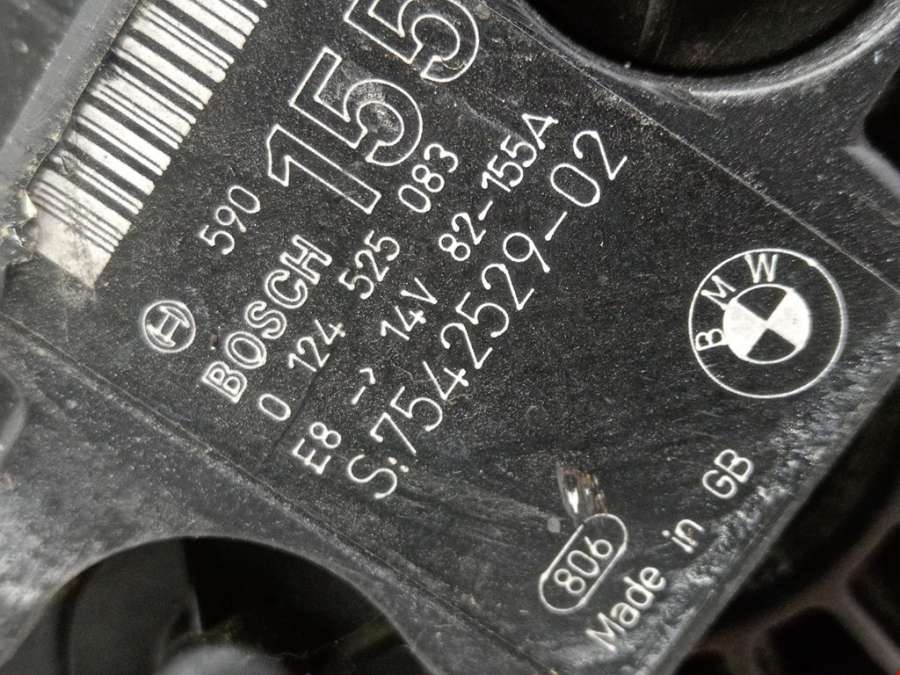 155
590
BOSCH
0 124 525 083
E8 -> 14V 82-155A
S:7542529-02
BMW
806
Made in GB